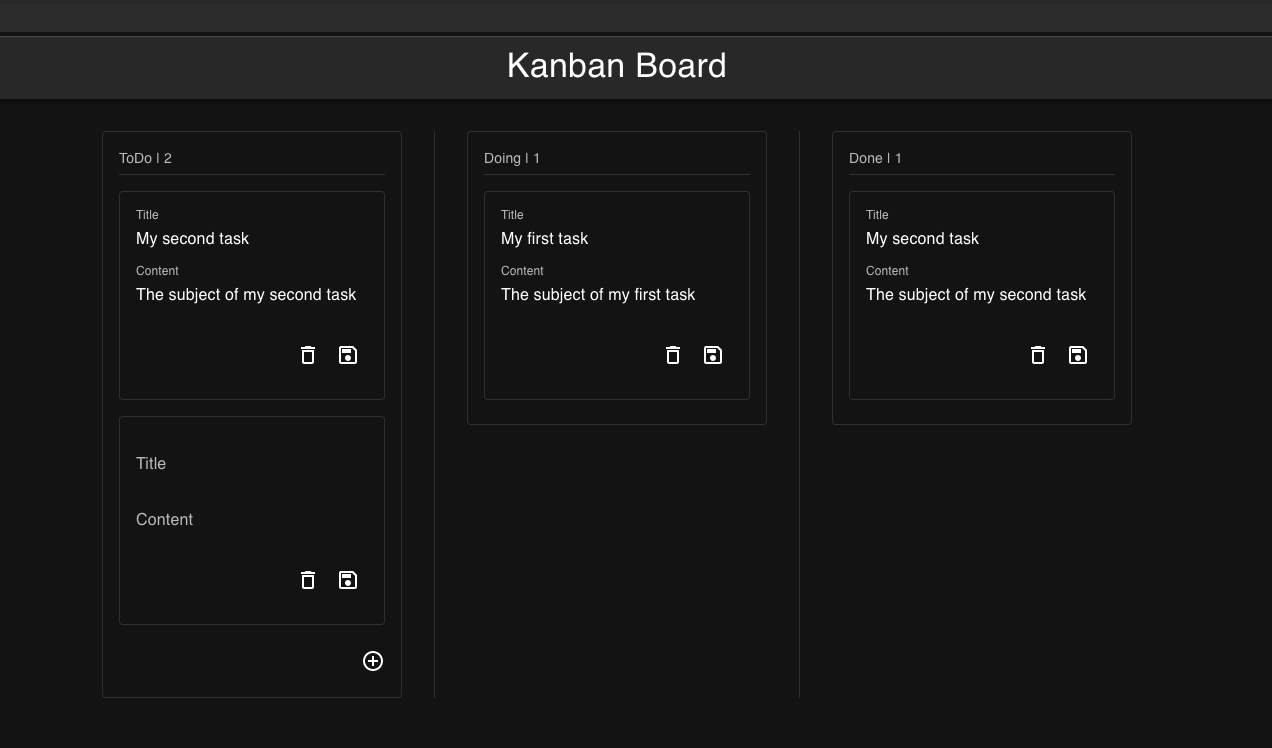 Kanban Board
ToDo | 2
Title
My second task
Content
The subject of my second task
Title
Content
Doing | 1
Title
My first task
Content
The subject of my first task
Done | 1
Title
My second task
Content
The subject of my second task